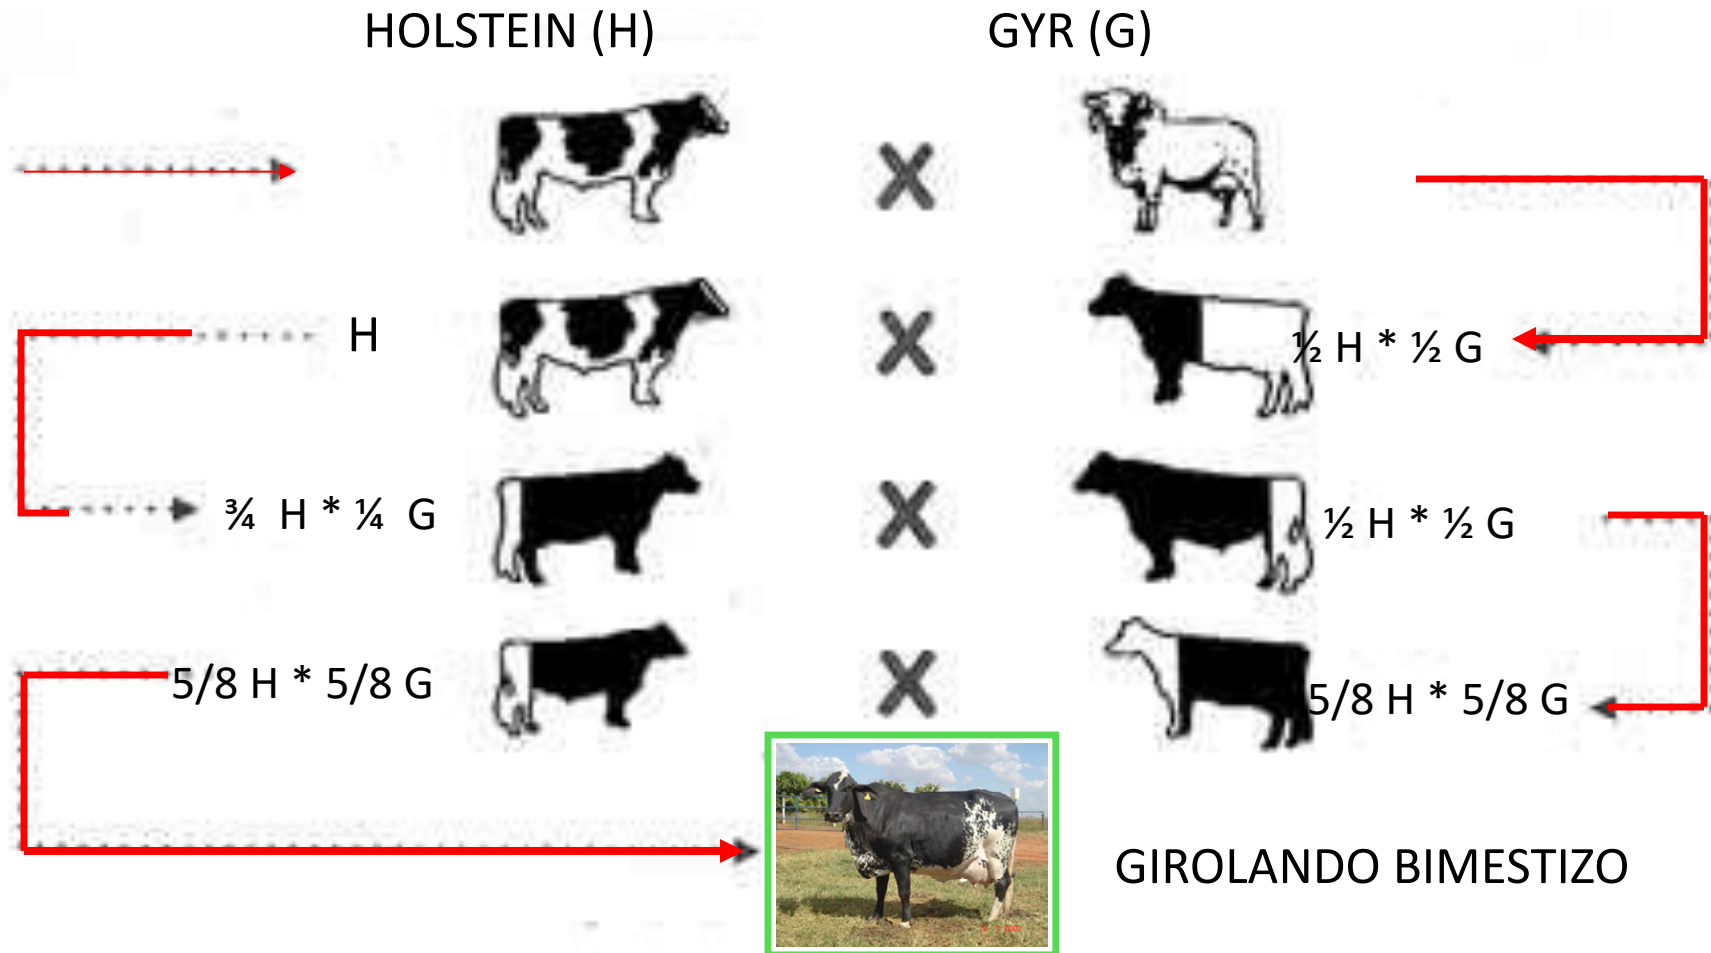 HOLSTEIN (H) GYR (G)
H ½ H * ½ G
¾ H * ¼ G ½ H * ½ G
5/8 H * 5/8 G 5/8 H * 5/8 G
GIROLANDO BIMESTIZO